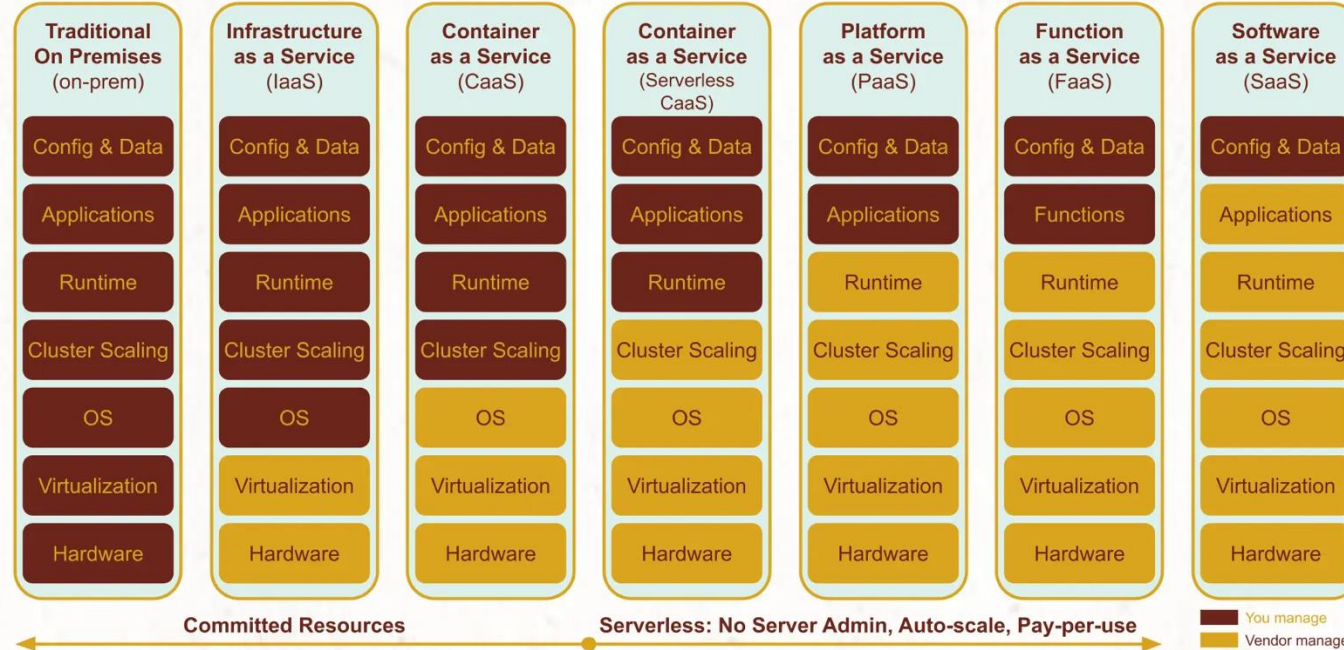 Traditional
On Premises
(on-prem)
Config & Data
Applications
Runtime
Cluster Scaling
OS
Virtualization
Hardware
Infrastructure
as a Service
(IaaS)
Config & Data
Applications
Runtime
Cluster Scaling
OS
Virtualization
Hardware
Container
as a Service
(CaaS)
Config & Data
Applications
Runtime
Cluster Scaling
OS
Virtualization
Hardware
Container
as a Service
(Serverless
CaaS)
Config & Data
Applications
Runtime
Cluster Scaling
OS
Virtualization
Hardware
Platform
as a Service
(PaaS)
Config & Data
Applications
Runtime
Cluster Scaling
OS
Virtualization
Hardware
Function
as a Service
(FaaS)
Config & Data
Functions
Runtime
Cluster Scaling
OS
Virtualization
Hardware
Software
as a Service
(SaaS)
Config & Data
Applications
Runtime
Cluster Scaling
OS
Virtualization
Hardware
Committed Resources
Serverless: No Server Admin, Auto-scale, Pay-per-use
You manage
Vendor manage